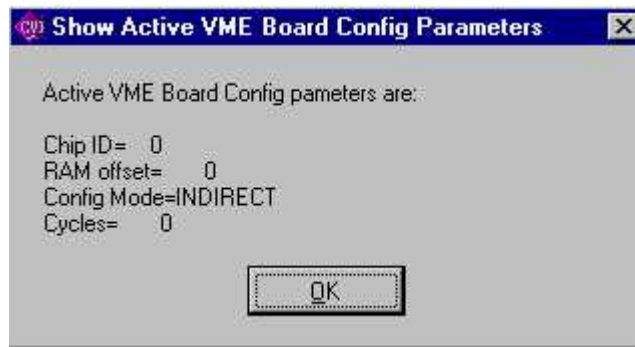 CVI Show Active VME Board Config Parameters
Active VME Board Config pameters are:
Chip ID= 0
RAM offset= 0
Config Mode=INDIRECT
Cycles= 0
OK